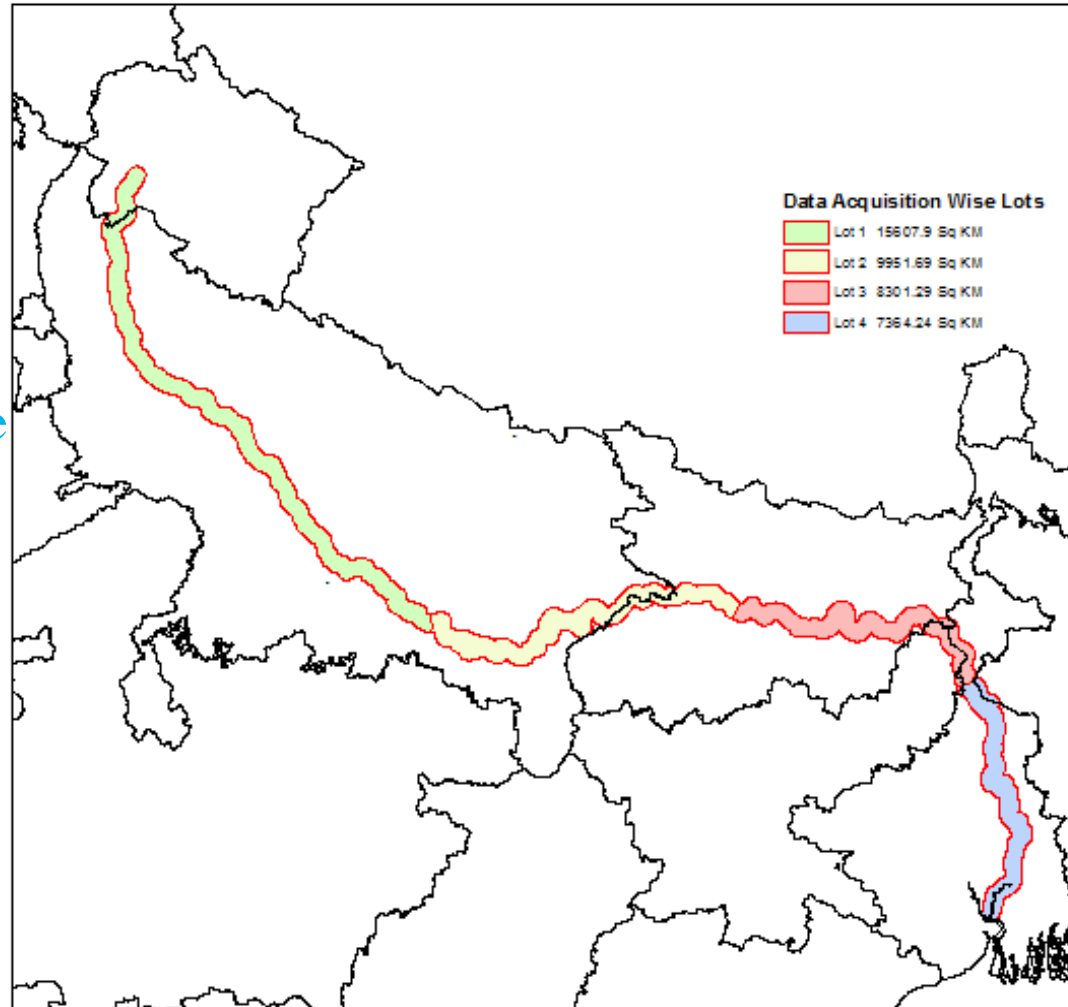 Data Acquisition Wise Lots
Lot 1 15607.9 Sq KM
Lot 2 9951.69 Sq KM
Lot 3 8301.29 Sq KM
Lot 4 7364.24 Sq KM
e